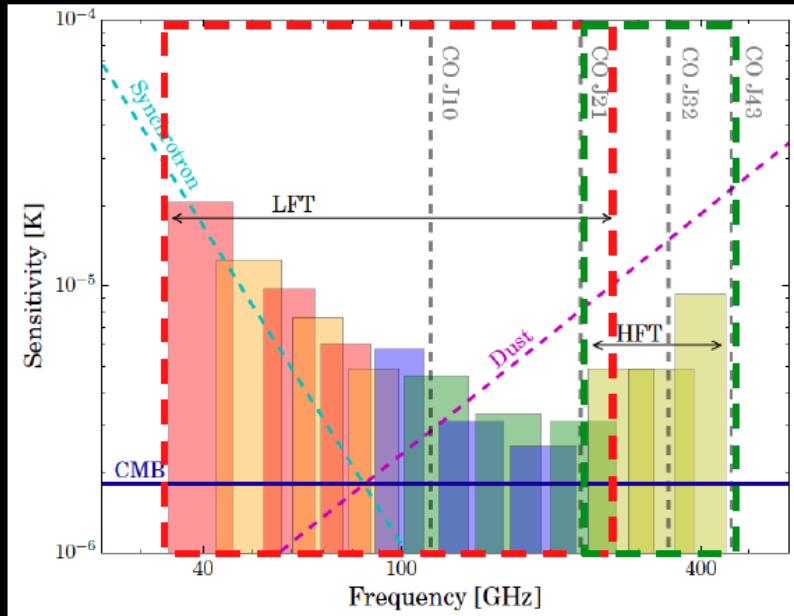 10⁻⁴
10⁻⁵
10⁻⁶
Sensitivity [K]
Synchrotron
CO J10
CO J21
CO J32
CO J43
LFT
HFT
Dust
CMB
40
100
400
Frequency [GHz]